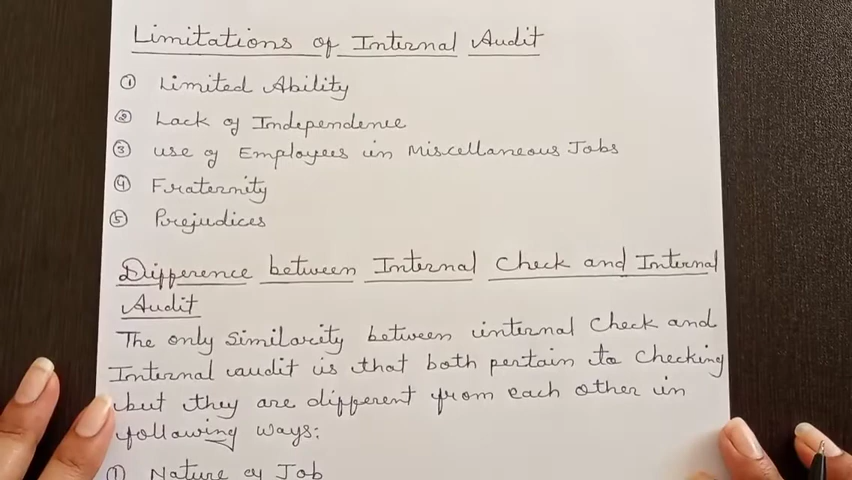 Limitations of Internal Audit
① Limited Ability
② Lack of Independence
③ use of Employees in Miscellaneous Jobs
④ Fraternity
⑤ Prejudices
Difference between Internal Check and Internal
Audit
The only similarity between internal check and
Internal audit is that both pertain to checking
but they are different from each other in
following ways:
① Nature of Job